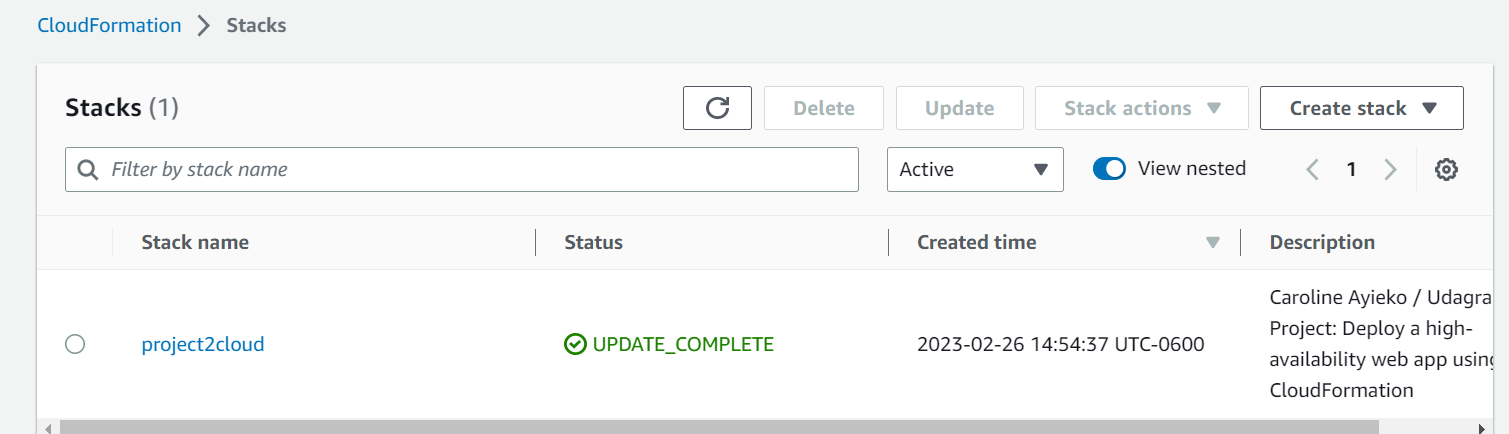 CloudFormation > Stacks
Stacks (1)
Delete
Update
Stack actions
Create stack
Filter by stack name
Active
View nested
1
Stack name
Status
Created time
Description
project2cloud
UPDATE_COMPLETE
2023-02-26 14:54:37 UTC-0600
Caroline Ayieko / Udagra
Project: Deploy a high-
availability web app using
CloudFormation